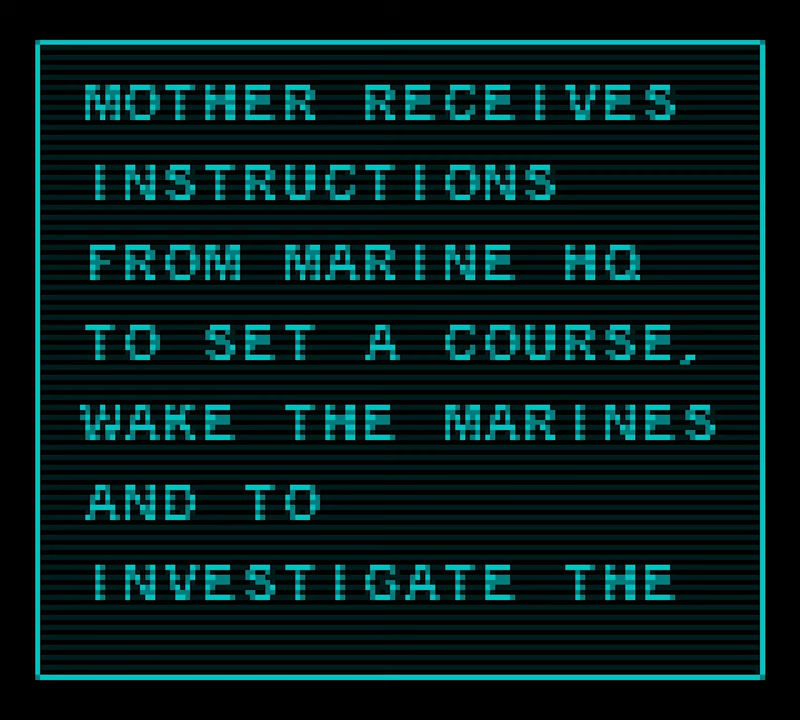 MOTHER RECEIVES
INSTRUCTIONS
FROM MARINE HQ
TO SET A COURSE,
WAKE THE MARINES
AND TO
INVESTIGATE THE